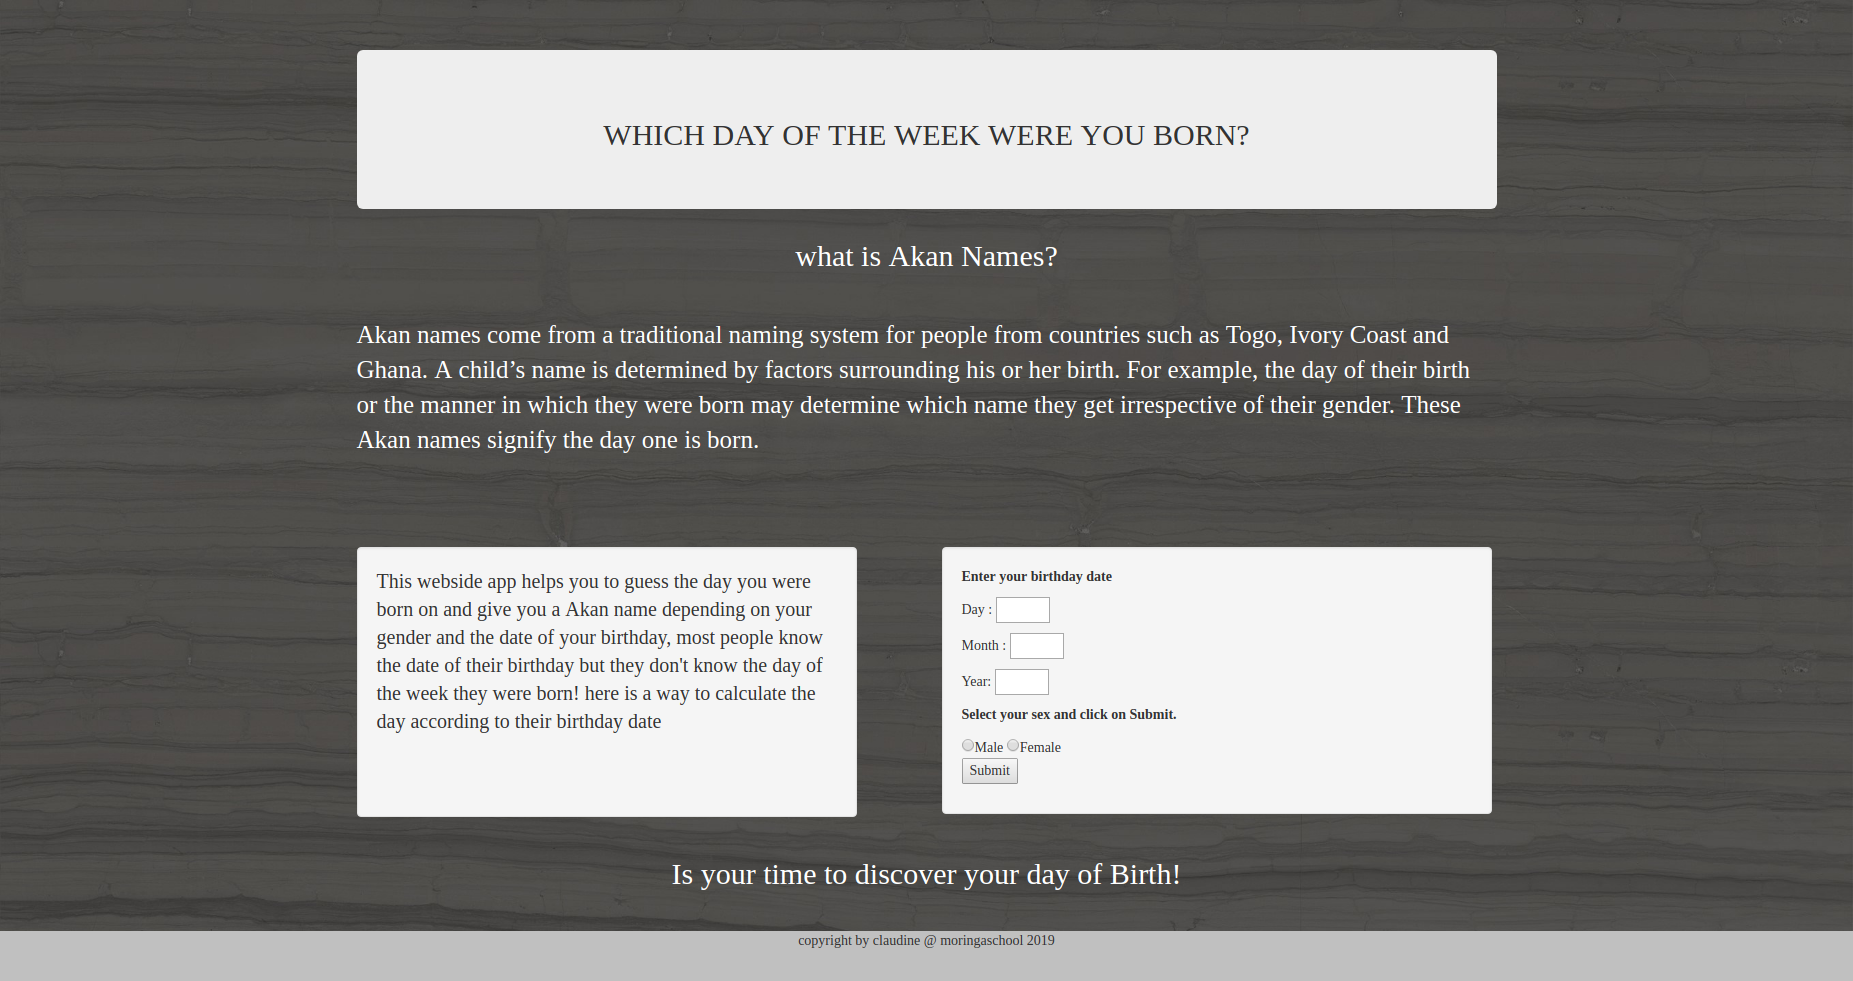 WHICH DAY OF THE WEEK WERE YOU BORN?
what is Akan Names?
Akan names come from a traditional naming system for people from countries such as Togo, Ivory Coast and
Ghana. A child’s name is determined by factors surrounding his or her birth. For example, the day of their birth
or the manner in which they were born may determine which name they get irrespective of their gender. These
Akan names signify the day one is born.
This webside app helps you to guess the day you were
born on and give you a Akan name depending on your
gender and the date of your birthday, most people know
the date of their birthday but they don't know the day of
the week they were born! here is a way to calculate the
day according to their birthday date
Enter your birthday date
Day :
Month :
Year:
Select your sex and click on Submit.
Male Female
Submit
Is your time to discover your day of Birth!
copyright by claudine @ moringaschool 2019